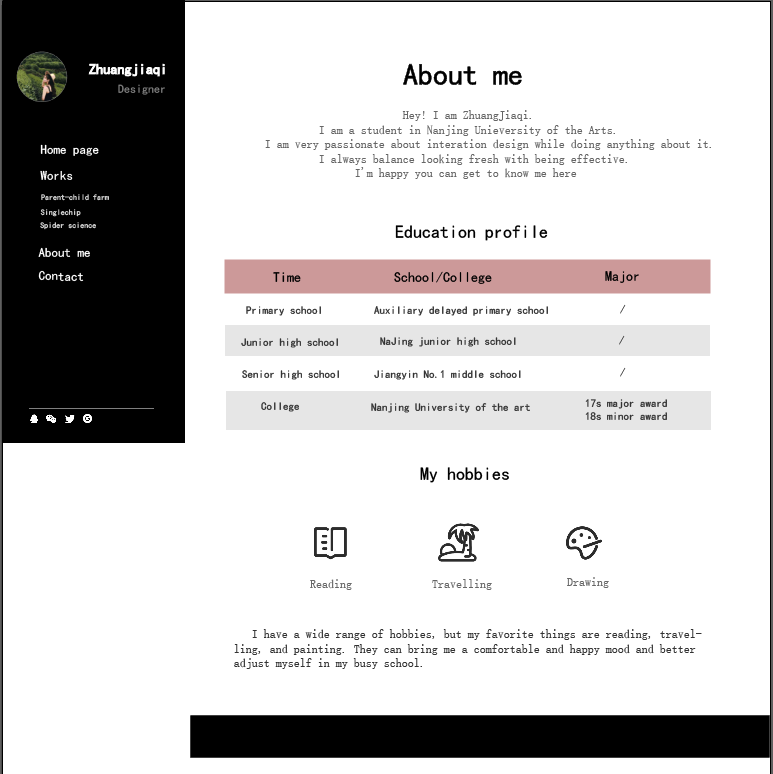 Zhuangjiaqi
Designer
Home page
Works
Parent-child farm
Singlechip
Spider science
About me
Contact
About me
Hey! I am ZhuangJiaqi.
I am a student in Nanjing Unieversity of the Arts.
I am very passionate about interation design while doing anything about it.
I always balance looking fresh with being effective.
I'm happy you can get to know me here
Education profile
Time School/College Major
Primary school Auxiliary delayed primary school /
Junior high school NaJing junior high school /
Senior high school Jiangyin No.1 middle school /
College Nanjing University of the art 17s major award
18s minor award
My hobbies
Reading Travelling Drawing
I have a wide range of hobbies, but my favorite things are reading, travel-
ling, and painting. They can bring me a comfortable and happy mood and better
adjust myself in my busy school.